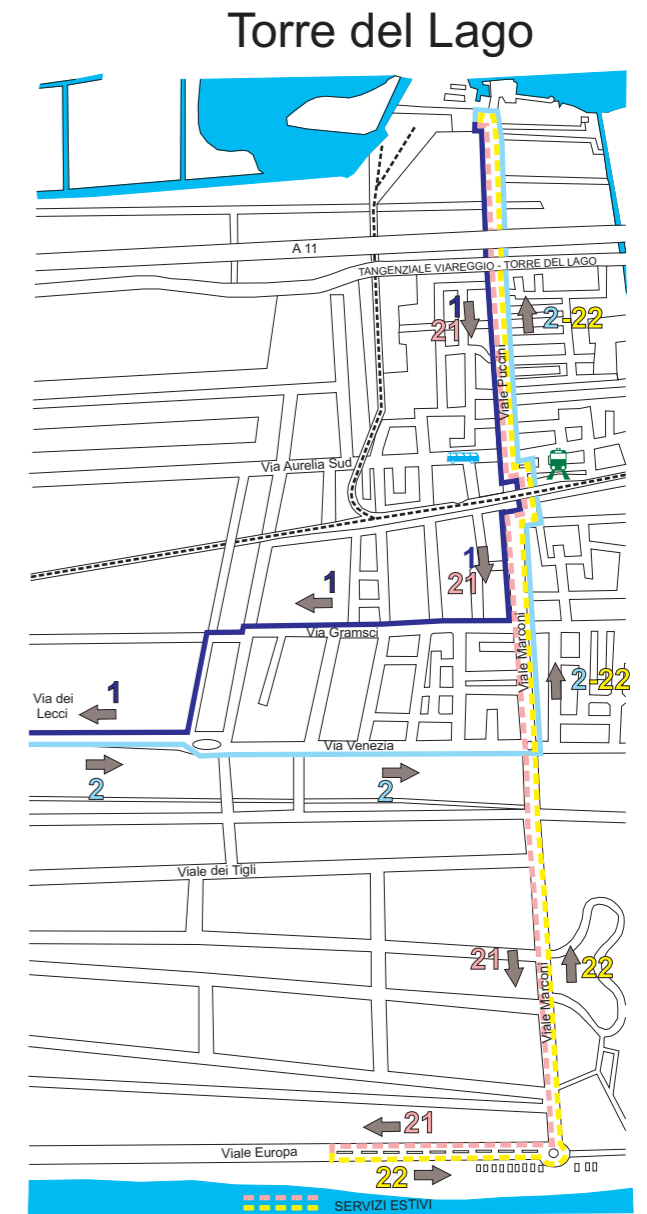 Torre del Lago
A 11
TANGENZIALE VIAREGGIO - TORRE DEL LAGO
1
21
2-22
Viale Puccini
Via Aurelia Sud
1
21
1
Via Gramsci
Viale Marconi
2-22
Via dei
Lecci
1
Via Venezia
2
2
Viale dei Tigli
21
22
Viale Marconi
21
Viale Europa
22
SERVIZI ESTIVI